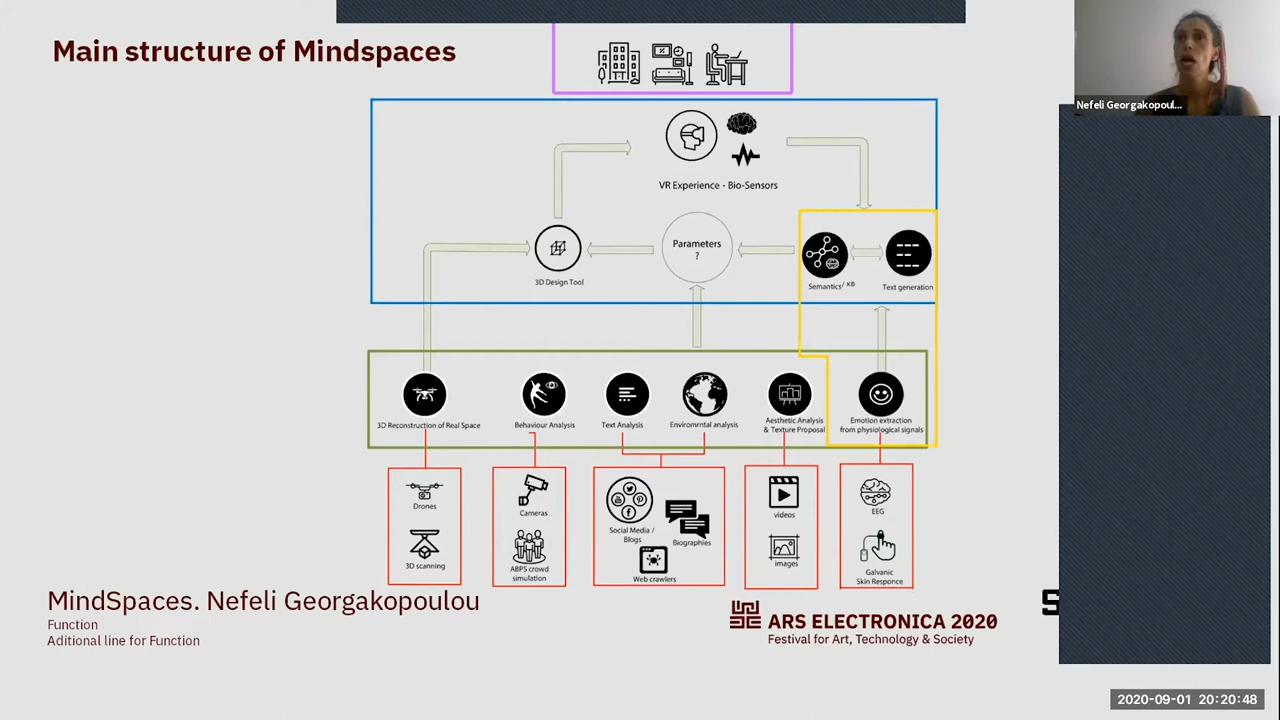 Main structure of Mindspaces
Nefeli Georgakopoul...
VR Experience - Bio-Sensors
Parameters
?
3D Design Tool
Semantics/ KB
Text generation
3D Reconstruction of Real Space
Behaviour Analysis
Text Analysis
Enviromrntal analysis
Aesthetic Analysis
& Texture Proposal
Emotion extraction
from physiological signals
Drones
3D scanning
Cameras
ABPS crowd
simulation
Social Media /
Blogs
Biographies
Web crawlers
videos
images
EEG
Galvanic
Skin Responce
MindSpaces. Nefeli Georgakopoulou
Function
Aditional line for Function
ARS ELECTRONICA 2020
Festival for Art, Technology & Society
S
2020-09-01 20:20:48